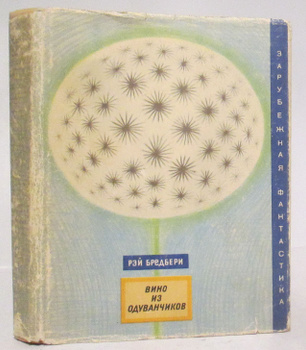 РЭЙ БРЕДБЕРИ
ВИНО
ИЗ
ОДУВАНЧИКОВ
ЗАРУБЕЖНАЯ ФАНТАСТИКА